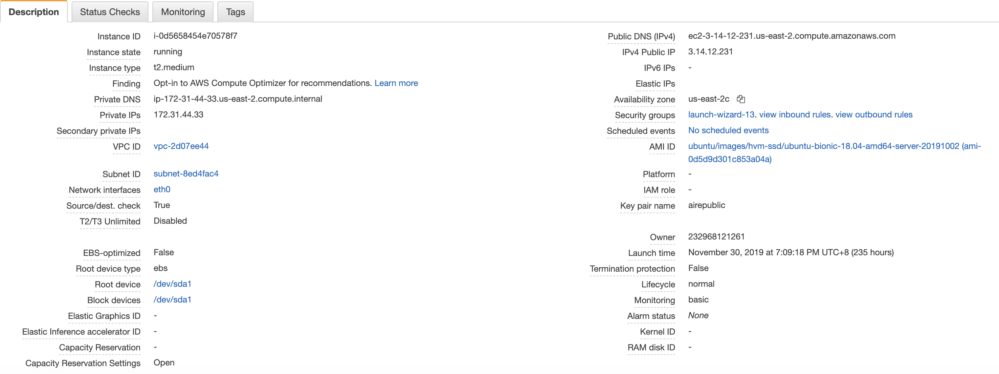 Description Status Checks Monitoring Tags
Instance ID i-0d5658454e70578f7
Instance state running
Instance type t2.medium
Finding Opt-in to AWS Compute Optimizer for recommendations. Learn more
Private DNS ip-172-31-44-33.us-east-2.compute.internal
Private IPs 172.31.44.33
Secondary private IPs
VPC ID vpc-2d07ee44
Subnet ID subnet-8ed4fac4
Network interfaces eth0
Source/dest. check True
T2/T3 Unlimited Disabled
EBS-optimized False
Root device type ebs
Root device /dev/sda1
Block devices /dev/sda1
Elastic Graphics ID -
Elastic Inference accelerator ID -
Capacity Reservation -
Capacity Reservation Settings Open
Public DNS (IPv4) ec2-3-14-12-231.us-east-2.compute.amazonaws.com
IPv4 Public IP 3.14.12.231
IPv6 IPs -
Elastic IPs
Availability zone us-east-2c
Security groups launch-wizard-13. view inbound rules. view outbound rules
Scheduled events No scheduled events
AMI ID ubuntu/images/hvm-ssd/ubuntu-bionic-18.04-amd64-server-20191002 (ami-
0d5d9d301c853a04a)
Platform -
IAM role -
Key pair name airepublic
Owner 232968121261
Launch time November 30, 2019 at 7:09:18 PM UTC+8 (235 hours)
Termination protection False
Lifecycle normal
Monitoring basic
Alarm status None
Kernel ID -
RAM disk ID -